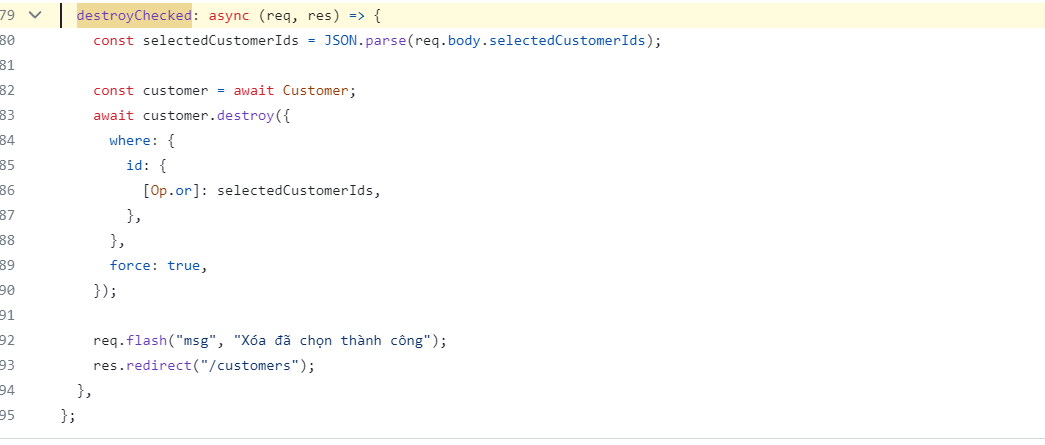 79 destroyChecked: async (req, res) => {
80 const selectedCustomerIds = JSON.parse(req.body.selectedCustomerIds);
81
82 const customer = await Customer;
83 await customer.destroy({
84 where: {
85 id: {
86 [Op.or]: selectedCustomerIds,
87 },
88 },
89 force: true,
90 });
91
92 req.flash("msg", "Xóa đã chọn thành công");
93 res.redirect("/customers");
94 },
95 };